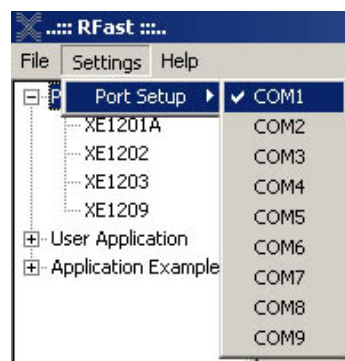 ..::: RFast :::..
File Settings Help
P
Port Setup
COM1
XE1201A
COM2
XE1202
COM3
XE1203
COM4
XE1209
COM5
User Application
COM6
Application Example
COM7
COM8
COM9